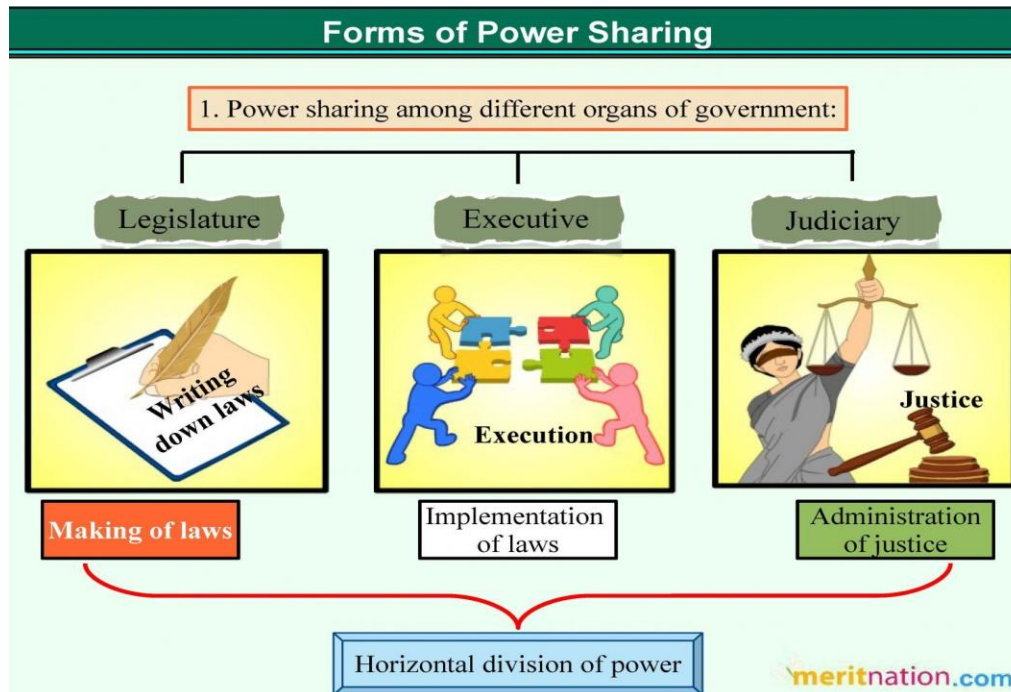 Forms of Power Sharing
1. Power sharing among different organs of government:
Legislature
Executive
Judiciary
Writing
down laws
Execution
Justice
Making of laws
Implementation
of laws
Administration
of justice
Horizontal division of power
meritnation.com